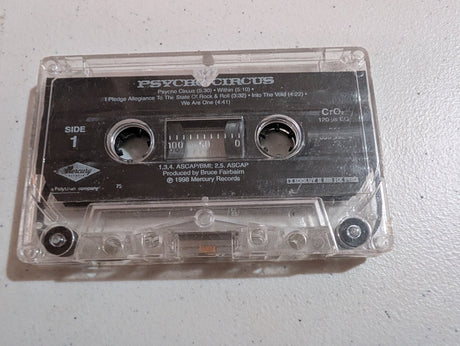 PSYCHO CIRCUS
Psycho Circus (5:30) • Within (5:10) •
I Pledge Allegiance To The State Of Rock & Roll (3:32) • Into The Void (4:22) •
We Are One (4:41)
SIDE
1
CrO₂
120 µs EQ
100 50 0
1,3,4, ASCAP/BMI; 2,5, ASCAP
Produced by Bruce Fairbairn
℗ 1998 Mercury Records
Mercury
a PolyGram company